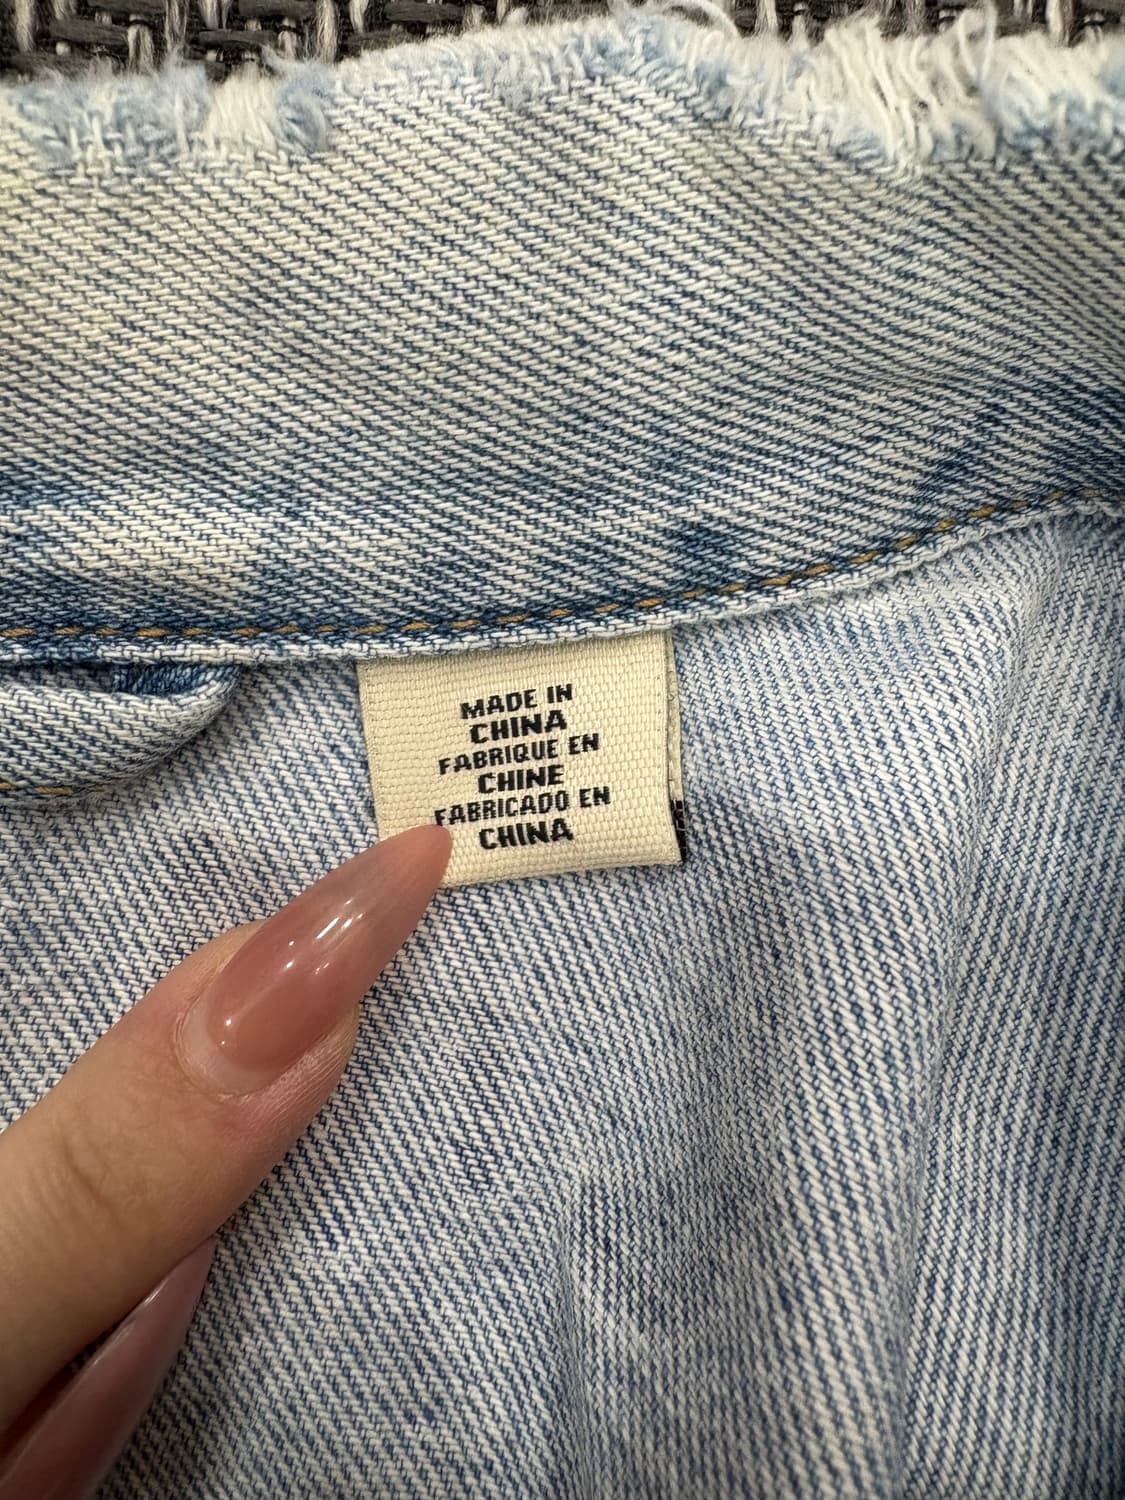 MADE IN
CHINA
FABRIQUE EN
CHINE
FABRICADO EN
CHINA